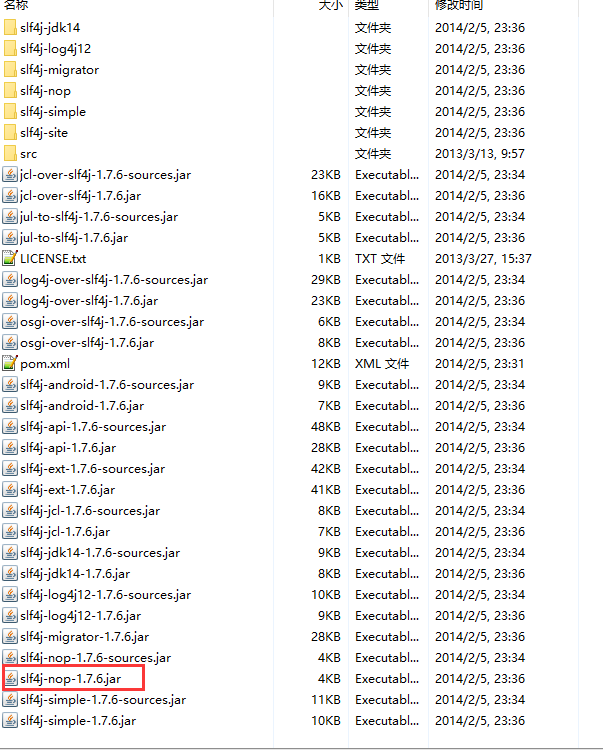 名称 大小 类型 修改时间
slf4j-jdk14 文件夹 2014/2/5, 23:36
slf4j-log4j12 文件夹 2014/2/5, 23:36
slf4j-migrator 文件夹 2014/2/5, 23:36
slf4j-nop 文件夹 2014/2/5, 23:36
slf4j-simple 文件夹 2014/2/5, 23:36
slf4j-site 文件夹 2014/2/5, 23:36
src 文件夹 2013/3/13, 9:57
jcl-over-slf4j-1.7.6-sources.jar 23KB Executabl... 2014/2/5, 23:34
jcl-over-slf4j-1.7.6.jar 16KB Executabl... 2014/2/5, 23:36
jul-to-slf4j-1.7.6-sources.jar 5KB Executabl... 2014/2/5, 23:34
jul-to-slf4j-1.7.6.jar 5KB Executabl... 2014/2/5, 23:36
LICENSE.txt 1KB TXT 文件 2013/3/27, 15:37
log4j-over-slf4j-1.7.6-sources.jar 29KB Executabl... 2014/2/5, 23:34
log4j-over-slf4j-1.7.6.jar 23KB Executabl... 2014/2/5, 23:36
osgi-over-slf4j-1.7.6-sources.jar 6KB Executabl... 2014/2/5, 23:34
osgi-over-slf4j-1.7.6.jar 8KB Executabl... 2014/2/5, 23:36
pom.xml 12KB XML 文件 2014/2/5, 23:31
slf4j-android-1.7.6-sources.jar 9KB Executabl... 2014/2/5, 23:34
slf4j-android-1.7.6.jar 7KB Executabl... 2014/2/5, 23:36
slf4j-api-1.7.6-sources.jar 48KB Executabl... 2014/2/5, 23:34
slf4j-api-1.7.6.jar 28KB Executabl... 2014/2/5, 23:36
slf4j-ext-1.7.6-sources.jar 42KB Executabl... 2014/2/5, 23:34
slf4j-ext-1.7.6.jar 41KB Executabl... 2014/2/5, 23:36
slf4j-jcl-1.7.6-sources.jar 8KB Executabl... 2014/2/5, 23:34
slf4j-jcl-1.7.6.jar 7KB Executabl... 2014/2/5, 23:36
slf4j-jdk14-1.7.6-sources.jar 9KB Executabl... 2014/2/5, 23:34
slf4j-jdk14-1.7.6.jar 8KB Executabl... 2014/2/5, 23:36
slf4j-log4j12-1.7.6-sources.jar 10KB Executabl... 2014/2/5, 23:34
slf4j-log4j12-1.7.6.jar 9KB Executabl... 2014/2/5, 23:36
slf4j-migrator-1.7.6.jar 28KB Executabl... 2014/2/5, 23:36
slf4j-nop-1.7.6-sources.jar 4KB Executabl... 2014/2/5, 23:34
slf4j-nop-1.7.6.jar 4KB Executabl... 2014/2/5, 23:36
slf4j-simple-1.7.6-sources.jar 11KB Executabl... 2014/2/5, 23:34
slf4j-simple-1.7.6.jar 10KB Executabl... 2014/2/5, 23:36